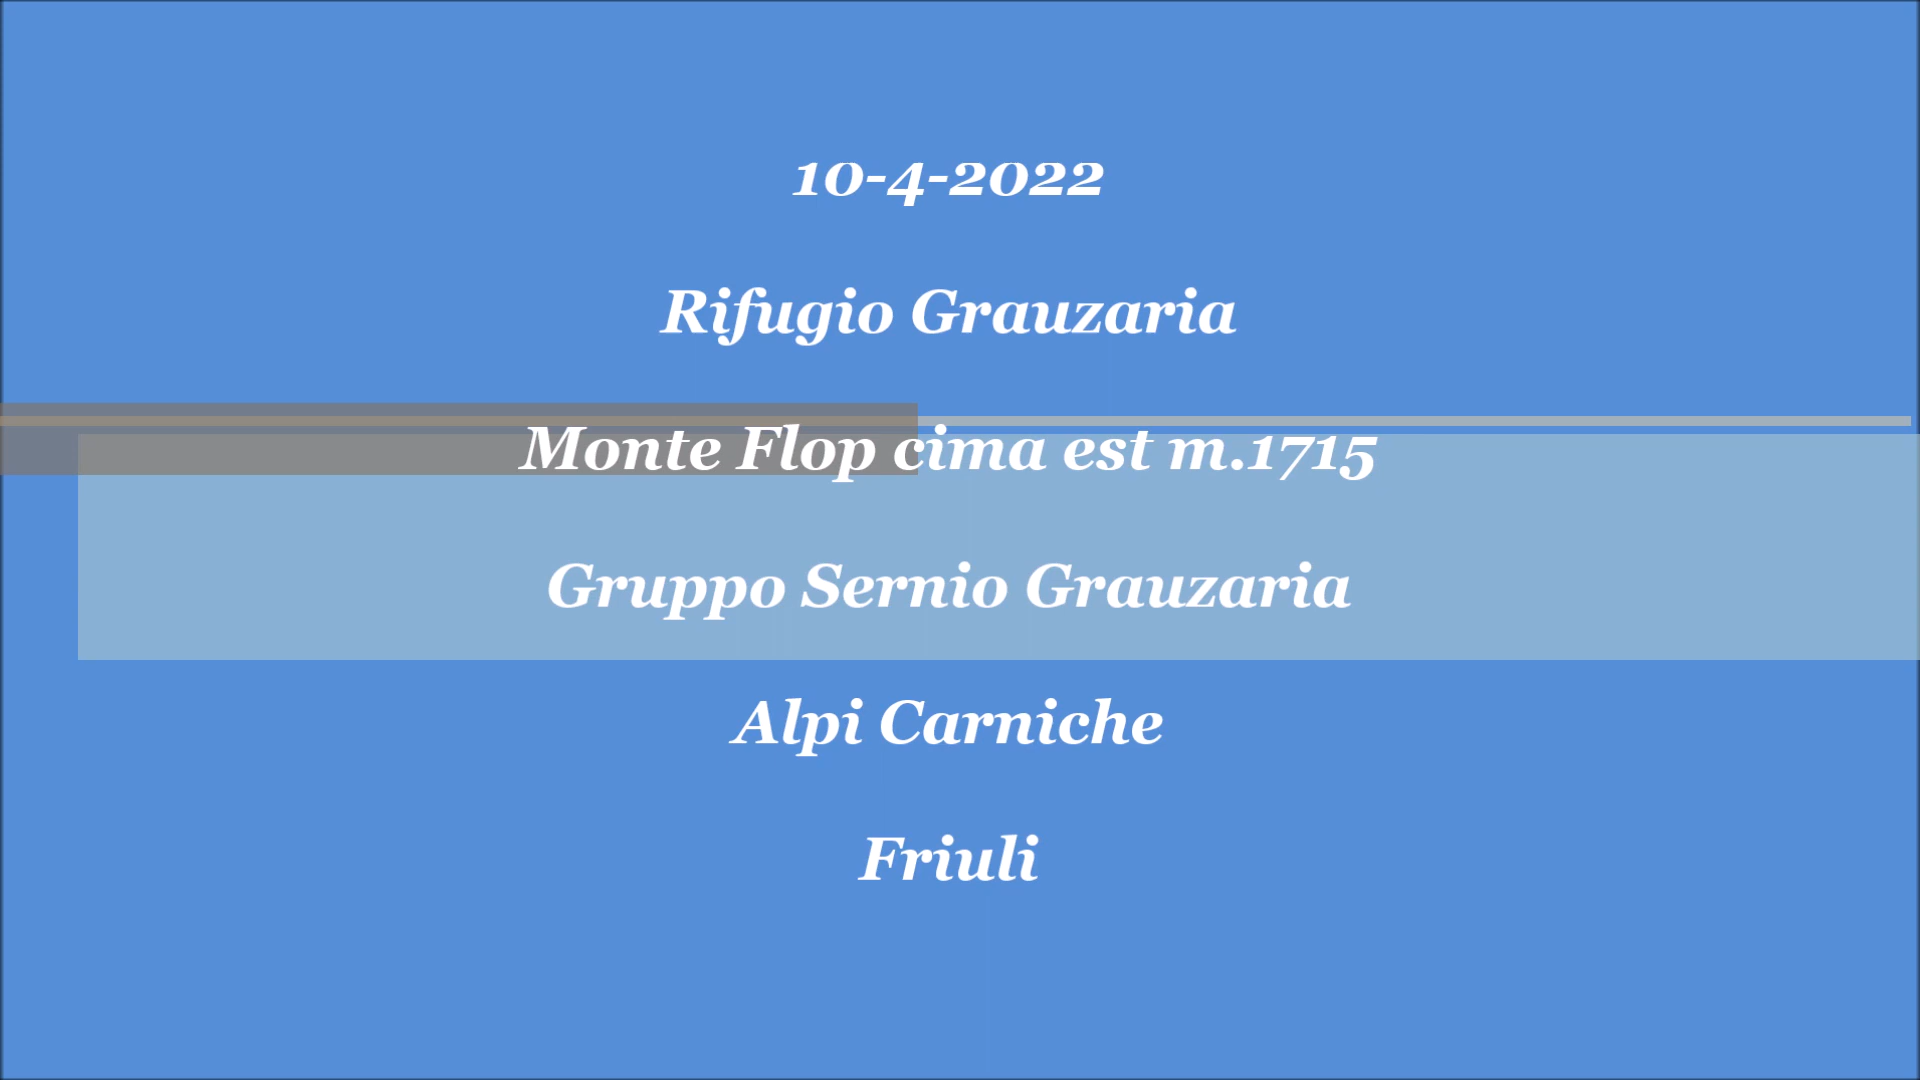 10-4-2022
Rifugio Grauzaria
Monte Flop cima est m.1715
Gruppo Sernio Grauzaria
Alpi Carniche
Friuli